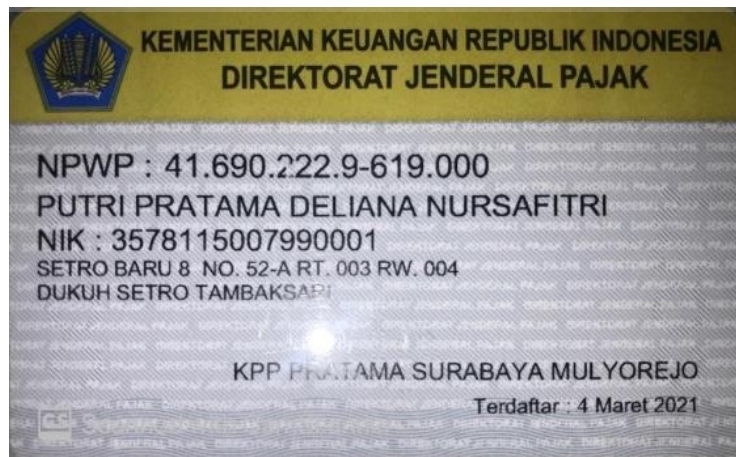 KEMENTERIAN KEUANGAN REPUBLIK INDONESIA
DIREKTORAT JENDERAL PAJAK
NPWP : 41.690.222.9-619.000
PUTRI PRATAMA DELIANA NURSAFITRI
NIK : 3578115007990001
SETRO BARU 8 NO. 52-A RT. 003 RW. 004
DUKUH SETRO TAMBAKSARI
KPP PRATAMA SURABAYA MULYOREJO
Terdaftar : 4 Maret 2021
CS